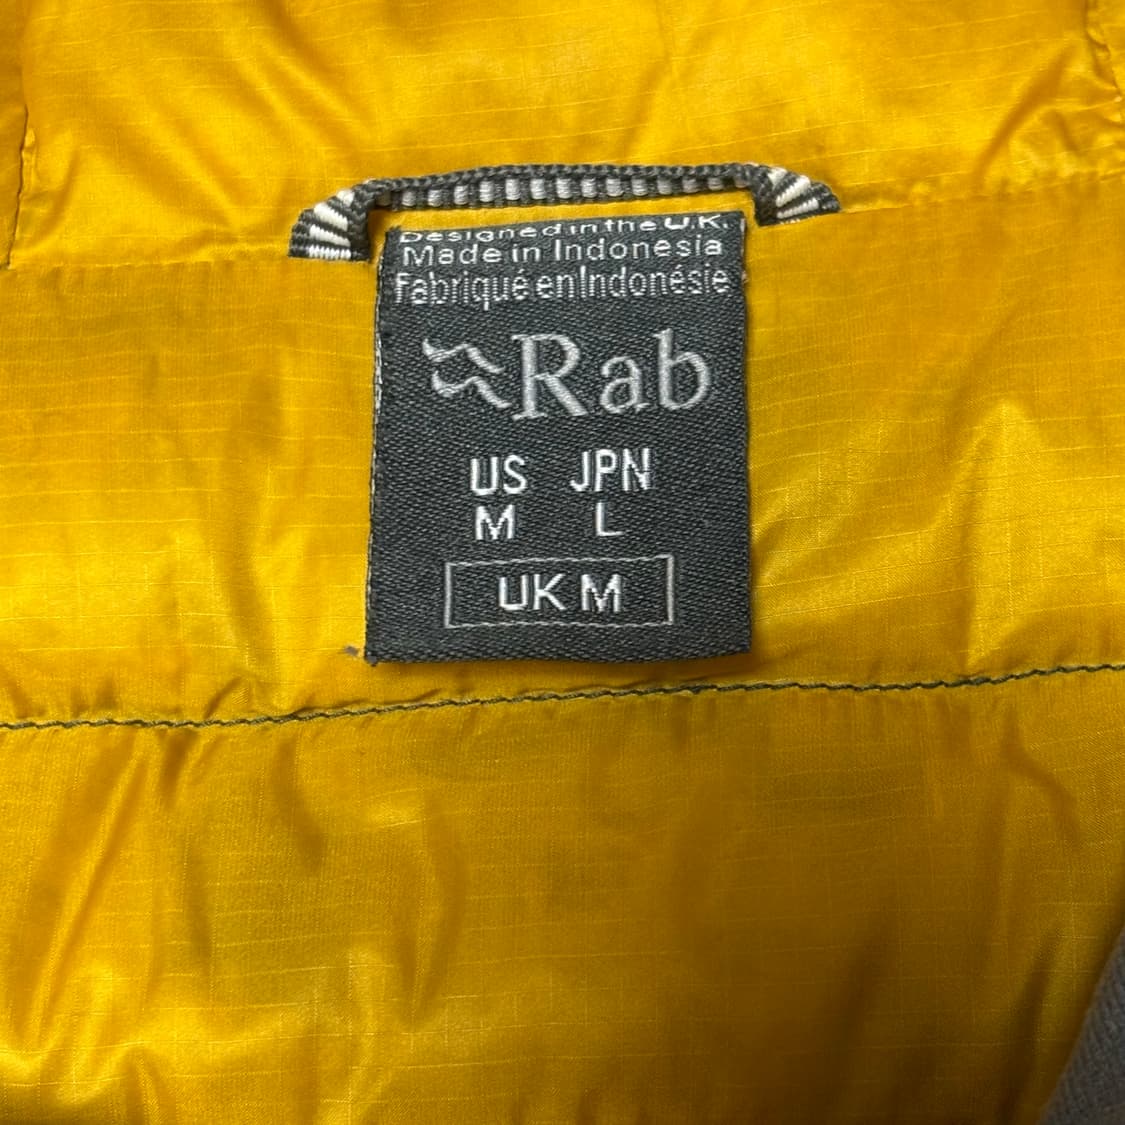 Designed in the U.K.
Made in Indonesia
Fabriqué en Indonésie
Rab
US JPN
M L
UK M